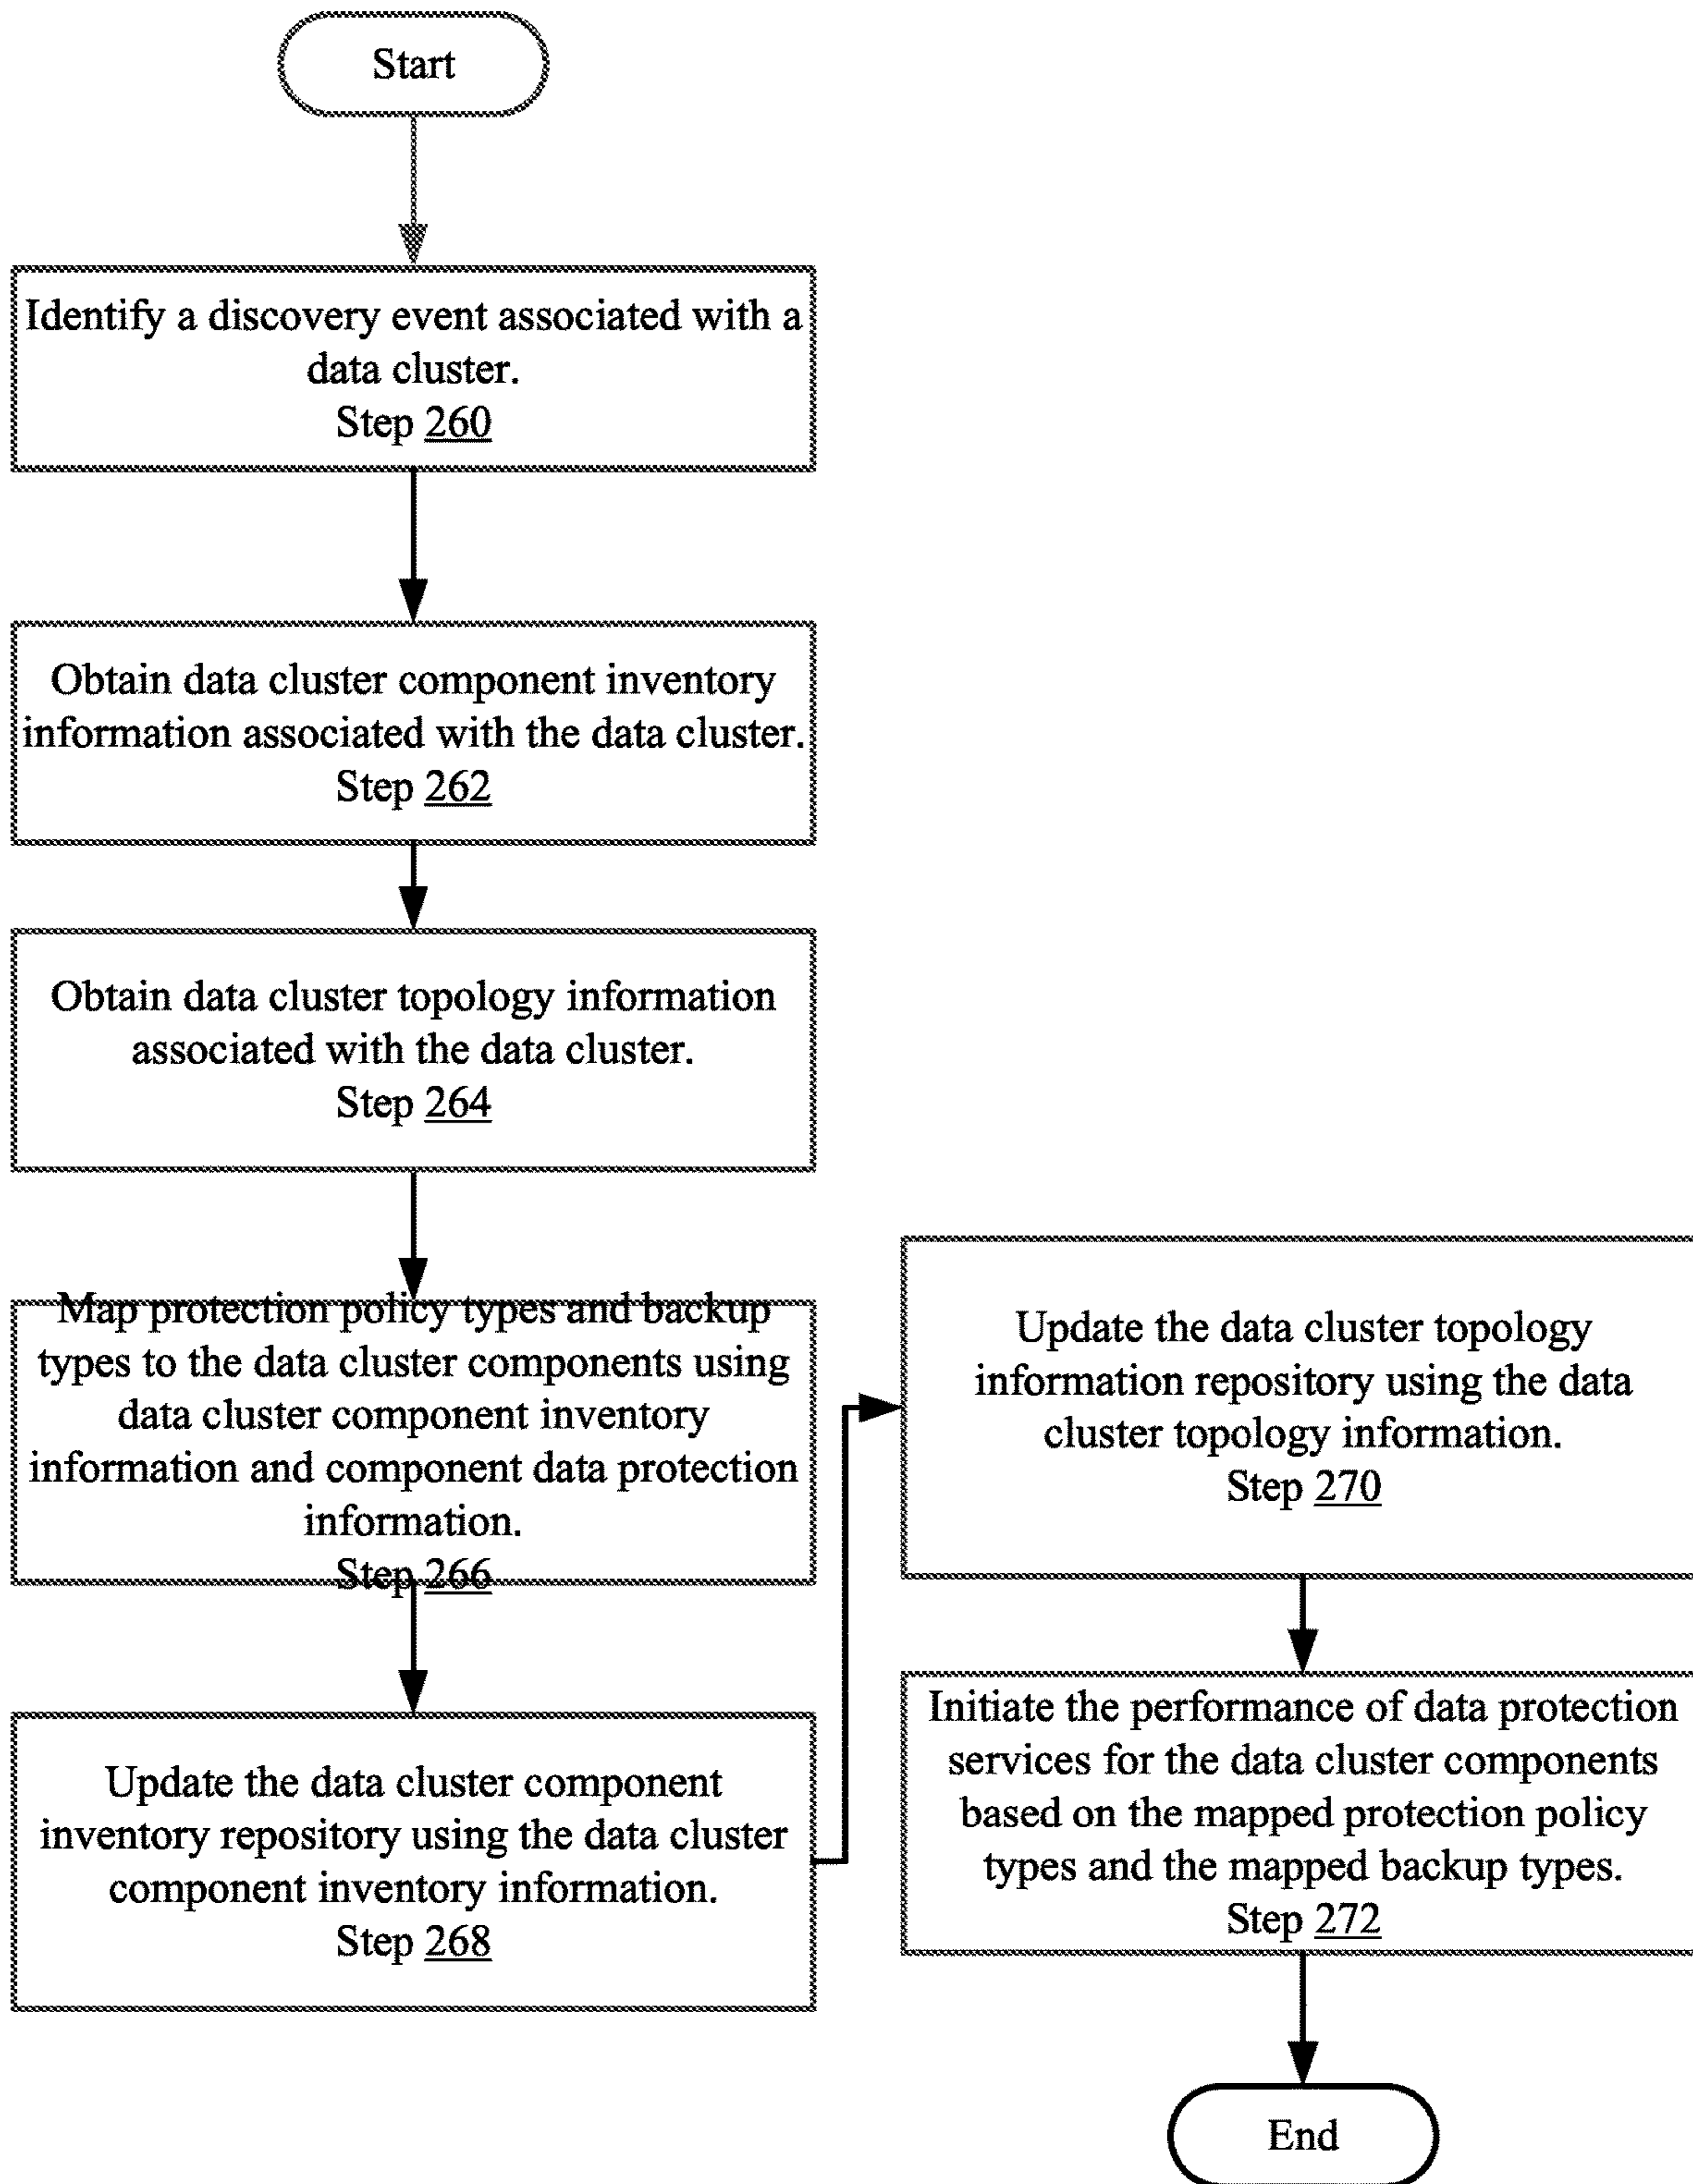 Start
Identify a discovery event associated with a
data cluster.
Step 260
Obtain data cluster component inventory
information associated with the data cluster.
Step 262
Obtain data cluster topology information
associated with the data cluster.
Step 264
Map protection policy types and backup
types to the data cluster components using
data cluster component inventory
information and component data protection
information.
Step 266
Update the data cluster component
inventory repository using the data cluster
component inventory information.
Step 268
Update the data cluster topology
information repository using the data
cluster topology information.
Step 270
Initiate the performance of data protection
services for the data cluster components
based on the mapped protection policy
types and the mapped backup types.
Step 272
End